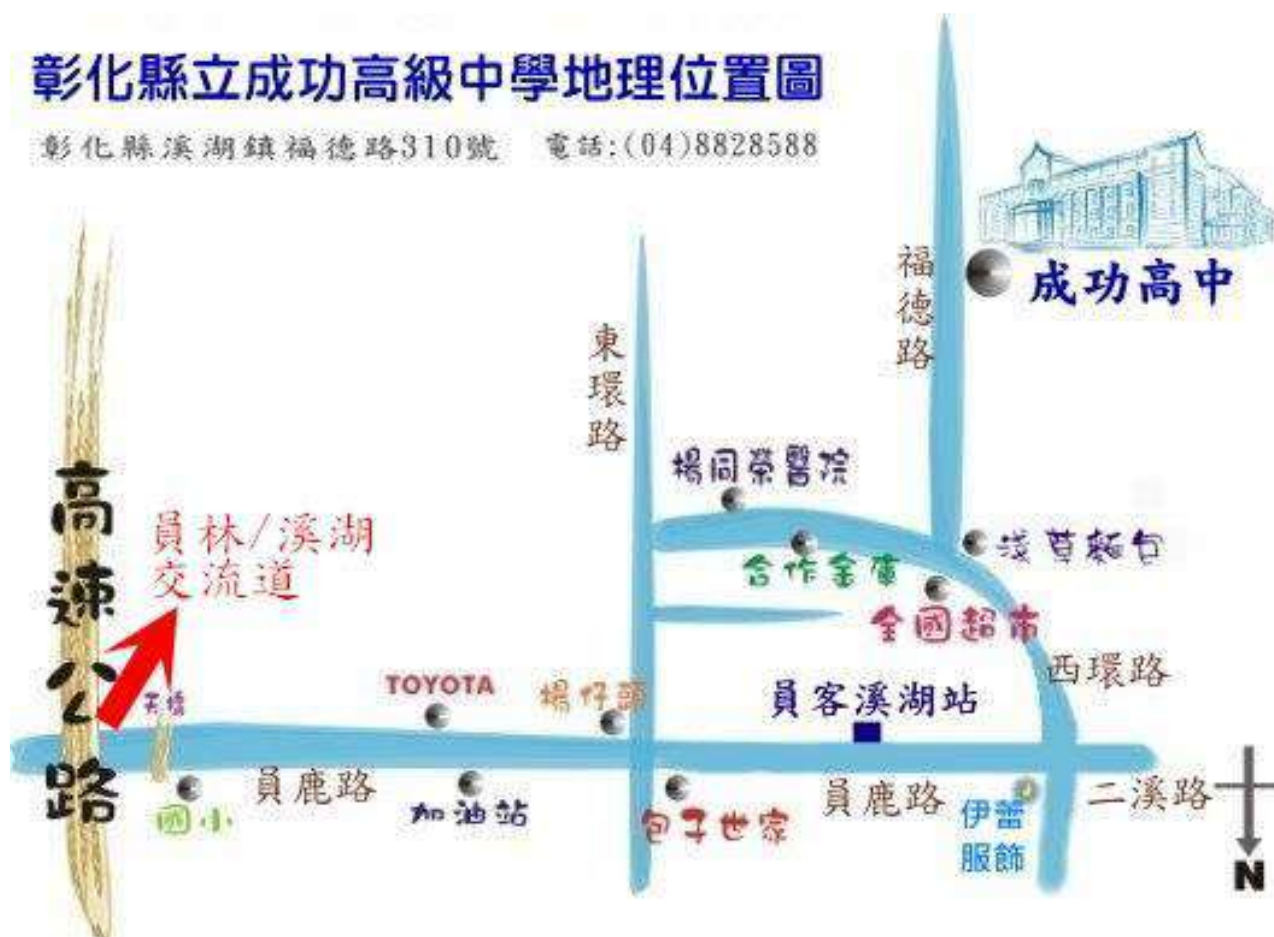 彰化縣立成功高級中學地理位置圖
彰化縣溪湖鎮福德路310號 電話:(04)8828588
福德路
成功高中
東環路
楊同榮醫院
高速公路
員林/溪湖
交流道
淺草麵包
合作金庫
全國超市
西環路
天橋
TOYOTA
楊仔頭
員客溪湖站
國小
員鹿路
加油站
包子世家
員鹿路
伊蕾
服飾
二溪路
N